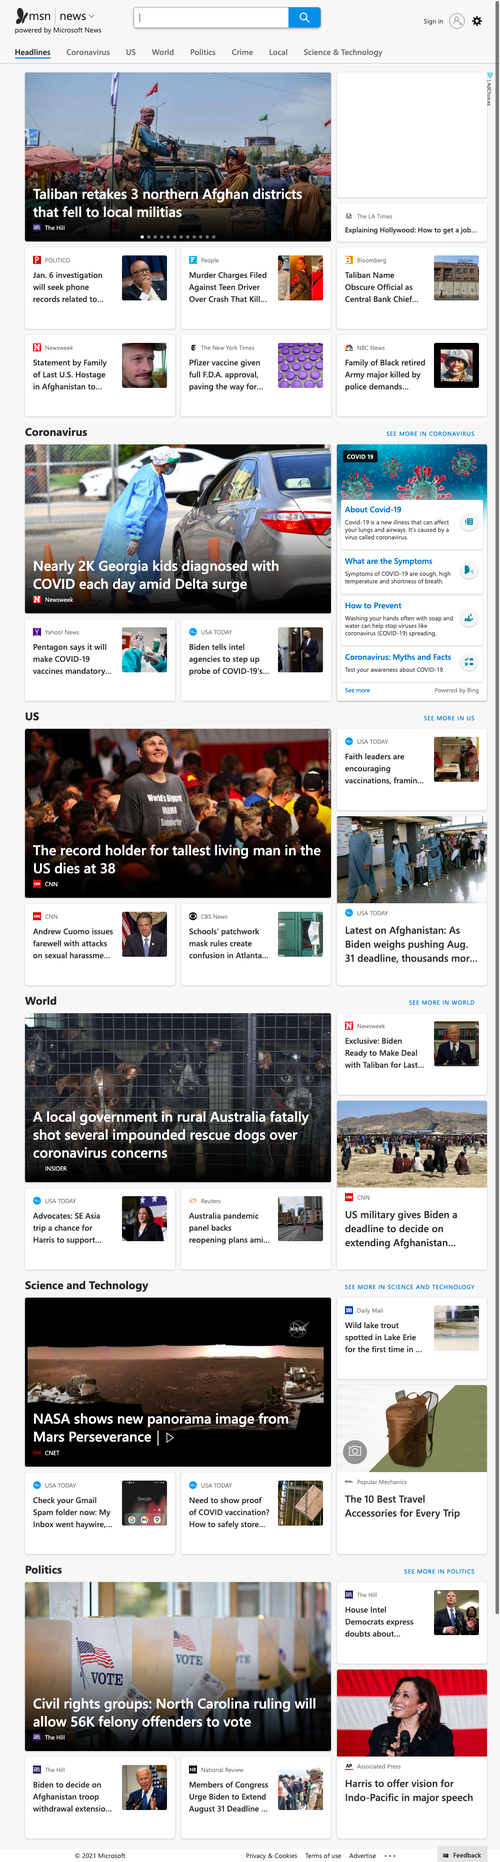 msn | news
powered by Microsoft News
Sign in
Headlines
Coronavirus
US
World
Politics
Crime
Local
Science & Technology
AdChoices
Taliban retakes 3 northern Afghan districts
that fell to local militias
The Hill
The LA Times
Explaining Hollywood: How to get a job...
POLITICO
Jan. 6 investigation
will seek phone
records related to...
People
Murder Charges Filed
Against Teen Driver
Over Crash That Kill...
Bloomberg
Taliban Name
Obscure Official as
Central Bank Chief...
Newsweek
Statement by Family
of Last U.S. Hostage
in Afghanistan to...
The New York Times
Pfizer vaccine given
full F.D.A. approval,
paving the way for...
NBC News
Family of Black retired
Army major killed by
police demands...
Coronavirus
SEE MORE IN CORONAVIRUS
Nearly 2K Georgia kids diagnosed with
COVID each day amid Delta surge
Newsweek
COVID 19
About Covid-19
Covid-19 is a new illness that can affect
your lungs and airways. It's caused by a
virus called coronavirus.
What are the Symptoms
Symptoms of COVID-19 are cough, high
temperature and shortness of breath.
How to Prevent
Washing your hands often with soap and
water can help stop viruses like
coronavirus (COVID-19) spreading.
Coronavirus: Myths and Facts
Test your awareness about COVID-19.
See more
Powered by Bing
Yahoo! News
Pentagon says it will
make COVID-19
vaccines mandatory...
USA TODAY
Biden tells intel
agencies to step up
probe of COVID-19's...
US
SEE MORE IN US
World's Biggest
Supporter
The record holder for tallest living man in the
US dies at 38
CNN
USA TODAY
Faith leaders are
encouraging
vaccinations, framin...
USA TODAY
Latest on Afghanistan: As
Biden weighs pushing Aug.
31 deadline, thousands mor...
CNN
Andrew Cuomo issues
farewell with attacks
on sexual harassme...
CBS News
Schools' patchwork
mask rules create
confusion in Atlanta...
World
SEE MORE IN WORLD
A local government in rural Australia fatally
shot several impounded rescue dogs over
coronavirus concerns
INSIDER
Newsweek
Exclusive: Biden
Ready to Make Deal
with Taliban for Last...
CNN
US military gives Biden a
deadline to decide on
extending Afghanistan...
USA TODAY
Advocates: SE Asia
trip a chance for
Harris to support...
Reuters
Australia pandemic
panel backs
reopening plans ami...
Science and Technology
SEE MORE IN SCIENCE AND TECHNOLOGY
NASA
NASA shows new panorama image from
Mars Perseverance |
CNET
Daily Mail
Wild lake trout
spotted in Lake Erie
for the first time in ...
Popular Mechanics
The 10 Best Travel
Accessories for Every Trip
USA TODAY
Check your Gmail
Spam folder now: My
Inbox went haywire,...
Google
USA TODAY
Need to show proof
of COVID vaccination?
How to safely store...
Politics
SEE MORE IN POLITICS
VOTE
VOTE
Civil rights groups: North Carolina ruling will
allow 56K felony offenders to vote
The Hill
The Hill
House Intel
Democrats express
doubts about...
Associated Press
Harris to offer vision for
Indo-Pacific in major speech
The Hill
Biden to decide on
Afghanistan troop
withdrawal extensio...
National Review
Members of Congress
Urge Biden to Extend
August 31 Deadline ...
© 2021 Microsoft
Privacy & Cookies
Terms of use
Advertise
Feedback